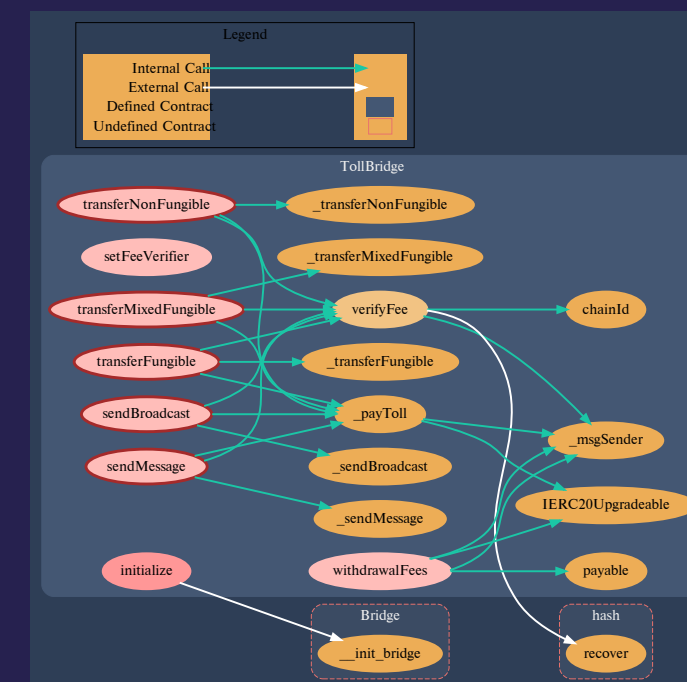 Legend
Internal Call
External Call
Defined Contract
Undefined Contract
TollBridge
transferNonFungible
_transferNonFungible
setFeeVerifier
_transferMixedFungible
transferMixedFungible
verifyFee
chainId
transferFungible
_transferFungible
sendBroadcast
_payToll
_msgSender
sendMessage
_sendBroadcast
IERC20Upgradeable
_sendMessage
initialize
withdrawalFees
payable
Bridge
hash
__init_bridge
recover